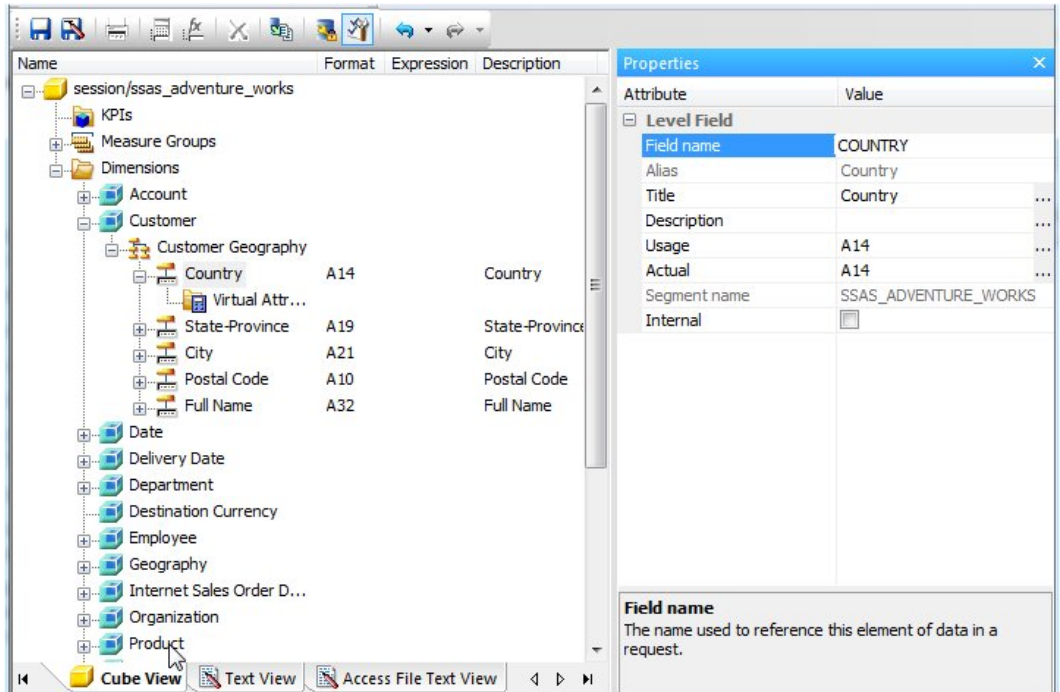 Name Format Expression Description
session/ssas_adventure_works
KPIs
Measure Groups
Dimensions
Account
Customer
Customer Geography
Country A14 Country
Virtual Attr...
State-Province A19 State-Province
City A21 City
Postal Code A10 Postal Code
Full Name A32 Full Name
Date
Delivery Date
Department
Destination Currency
Employee
Geography
Internet Sales Order D...
Organization
Product
Cube View Text View Access File Text View
Properties
Attribute Value
Level Field
Field name COUNTRY
Alias Country
Title Country ...
Description ...
Usage A14 ...
Actual A14 ...
Segment name SSAS_ADVENTURE_WORKS
Internal
Field name
The name used to reference this element of data in a
request.